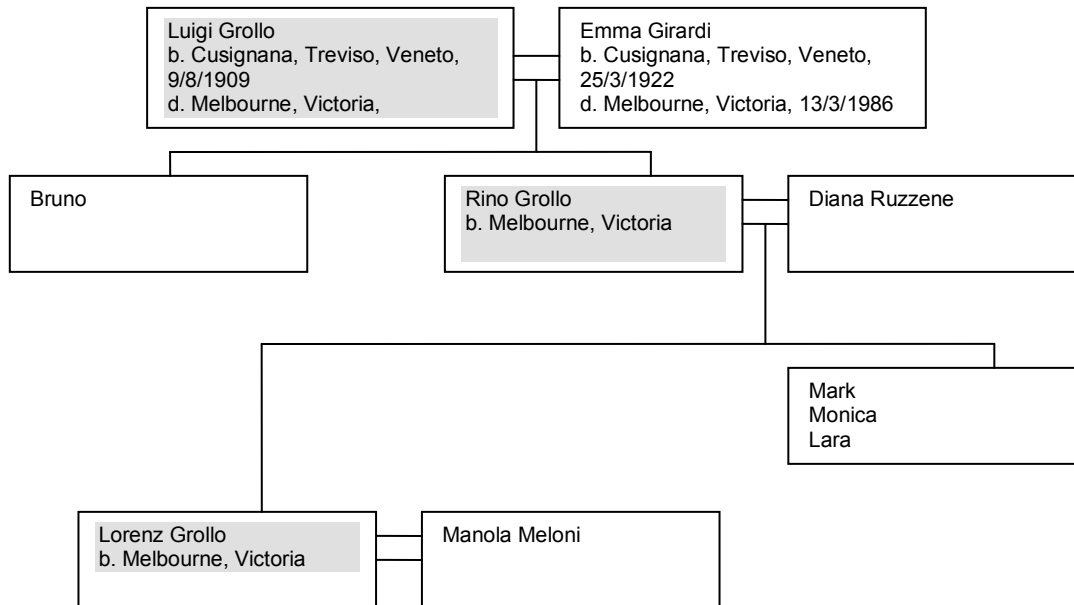 Luigi Grollo
b. Cusignana, Treviso, Veneto,
9/8/1909
d. Melbourne, Victoria,
Emma Girardi
b. Cusignana, Treviso, Veneto,
25/3/1922
d. Melbourne, Victoria, 13/3/1986
Bruno
Rino Grollo
b. Melbourne, Victoria
Diana Ruzzene
Mark
Monica
Lara
Lorenz Grollo
b. Melbourne, Victoria
Manola Meloni